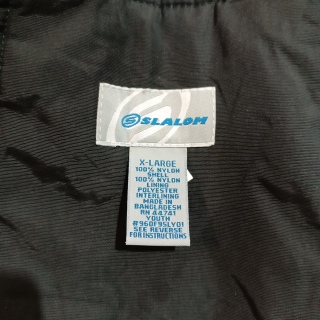 SLALOM
X-LARGE
100% NYLON
SHELL
100% NYLON
LINING
POLYESTER
INTERLINING
MADE IN
BANGLADESH
RN 44741
YOUTH
#960F9SLY01
SEE REVERSE
FOR INSTRUCTIONS